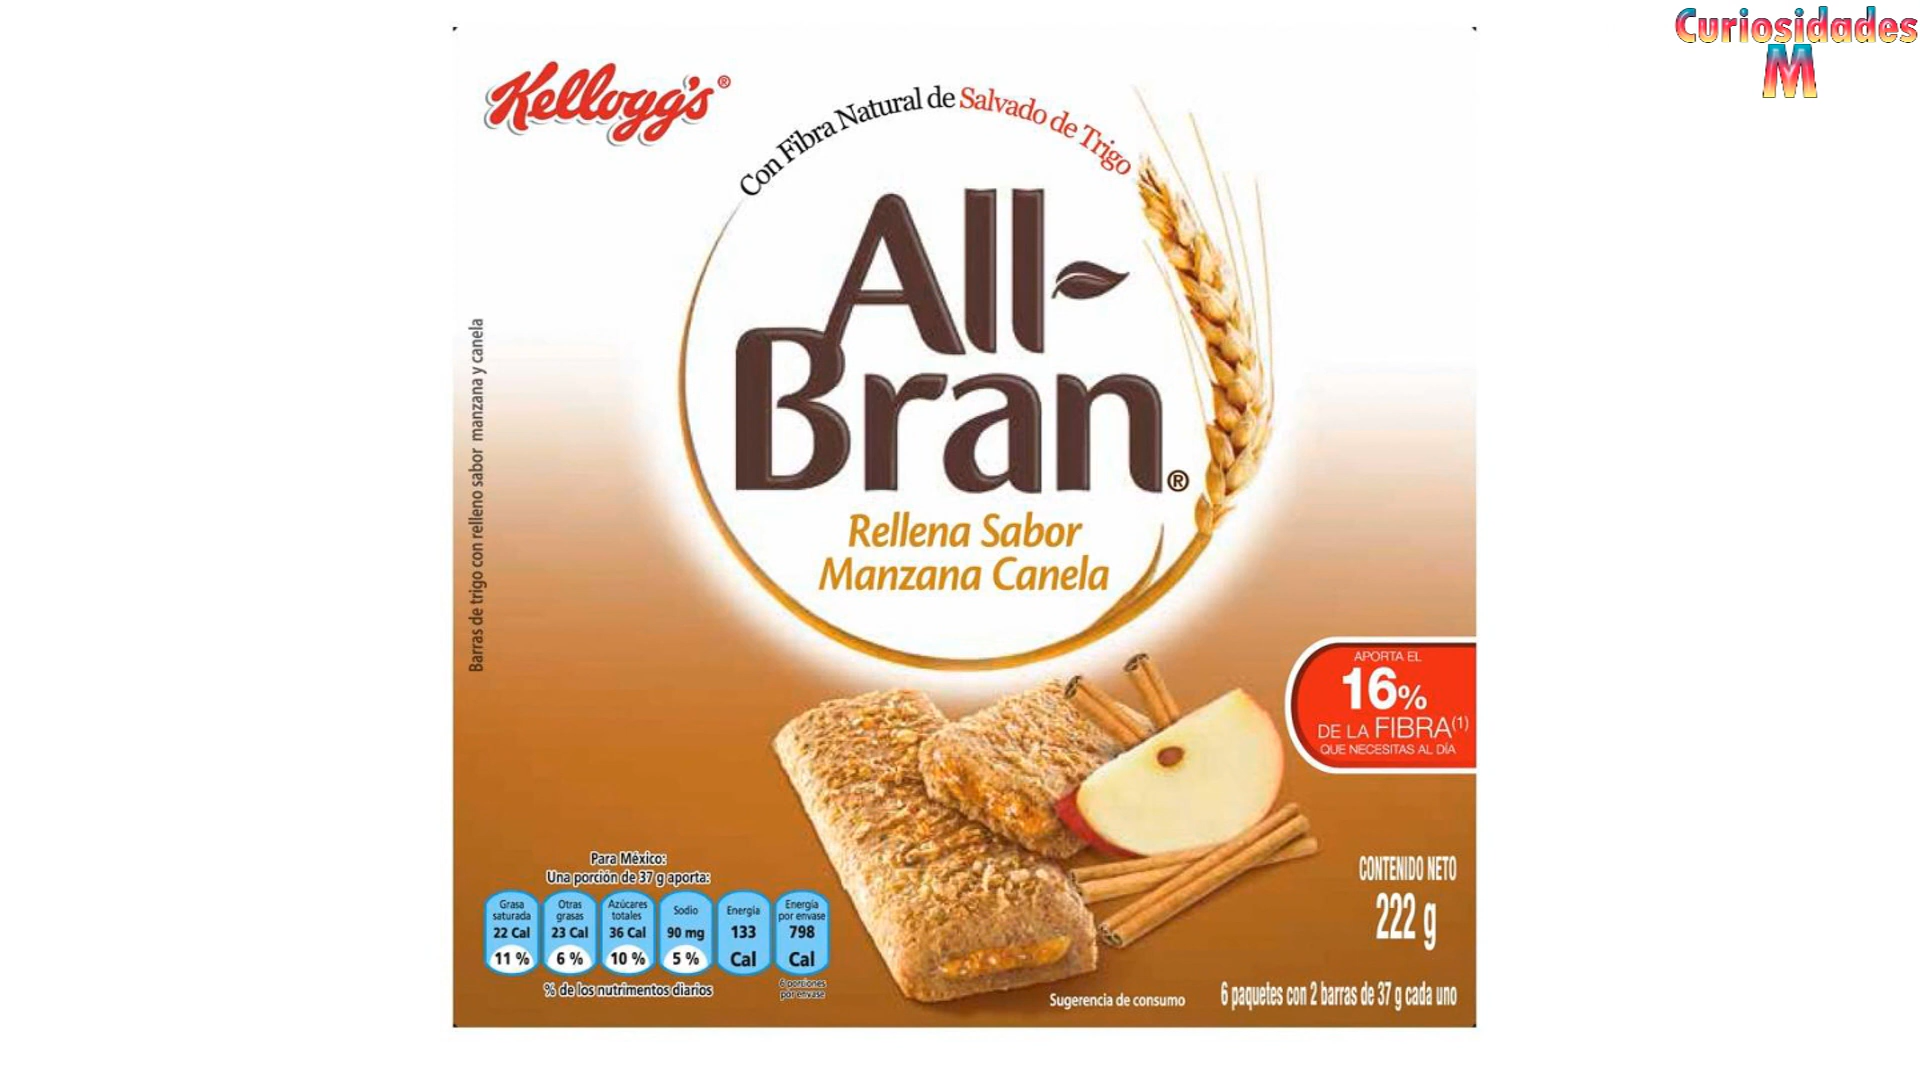 Curiosidades
M
Kellogg's®
Con Fibra Natural de Salvado de Trigo
All-
Bran®
Rellena Sabor
Manzana Canela
Barras de trigo con relleno sabor manzana y canela
APORTA EL
16%
DE LA FIBRA(1)
QUE NECESITAS AL DÍA
Para México:
Una porción de 37 g aporta:
Grasa saturada 22 Cal 11 %
Otras grasas 23 Cal 6 %
Azúcares totales 36 Cal 10 %
Sodio 90 mg 5 %
Energía 133 Cal
Energía por envase 798 Cal
6 porciones por envase
% de los nutrimentos diarios
Sugerencia de consumo
CONTENIDO NETO
222 g
6 paquetes con 2 barras de 37 g cada uno